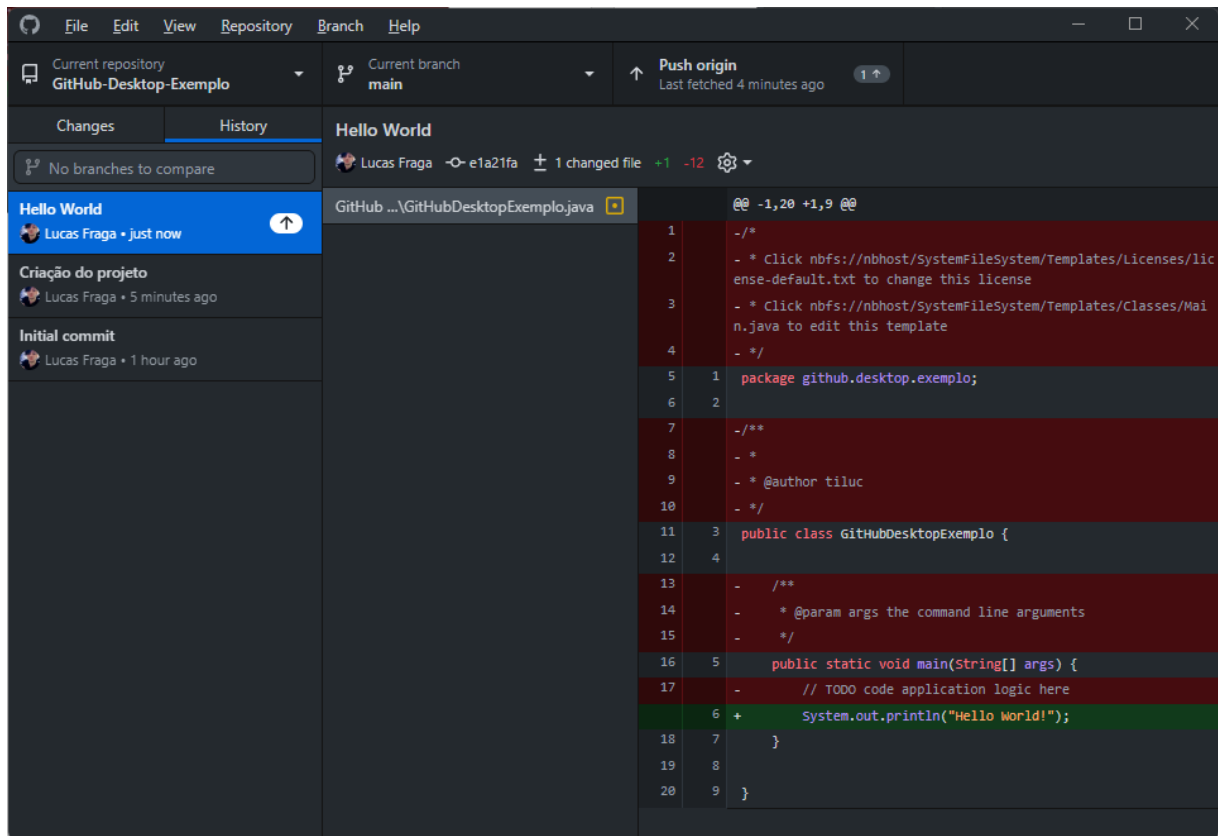 File Edit View Repository Branch Help
Current repository
GitHub-Desktop-Exemplo
Current branch
main
Push origin
Last fetched 4 minutes ago
1
Changes History
No branches to compare
Hello World
Lucas Fraga • just now
Criação do projeto
Lucas Fraga • 5 minutes ago
Initial commit
Lucas Fraga • 1 hour ago
Hello World
Lucas Fraga e1a21fa 1 changed file +1 -12
GitHub ...\GitHubDesktopExemplo.java
@@ -1,20 +1,9 @@
1 -/*
2 - * Click nbfs://nbhost/SystemFileSystem/Templates/Licenses/lic
ense-default.txt to change this license
3 - * Click nbfs://nbhost/SystemFileSystem/Templates/Classes/Mai
n.java to edit this template
4 - */
5 1 package github.desktop.exemplo;
6 2
7 -/**
8 - *
9 - * @author tiluc
10 - */
11 3 public class GitHubDesktopExemplo {
12 4
13 - /**
14 - * @param args the command line arguments
15 - */
16 5 public static void main(String[] args) {
17 - // TODO code application logic here
6 + System.out.println("Hello World!");
18 7 }
19 8
20 9 }